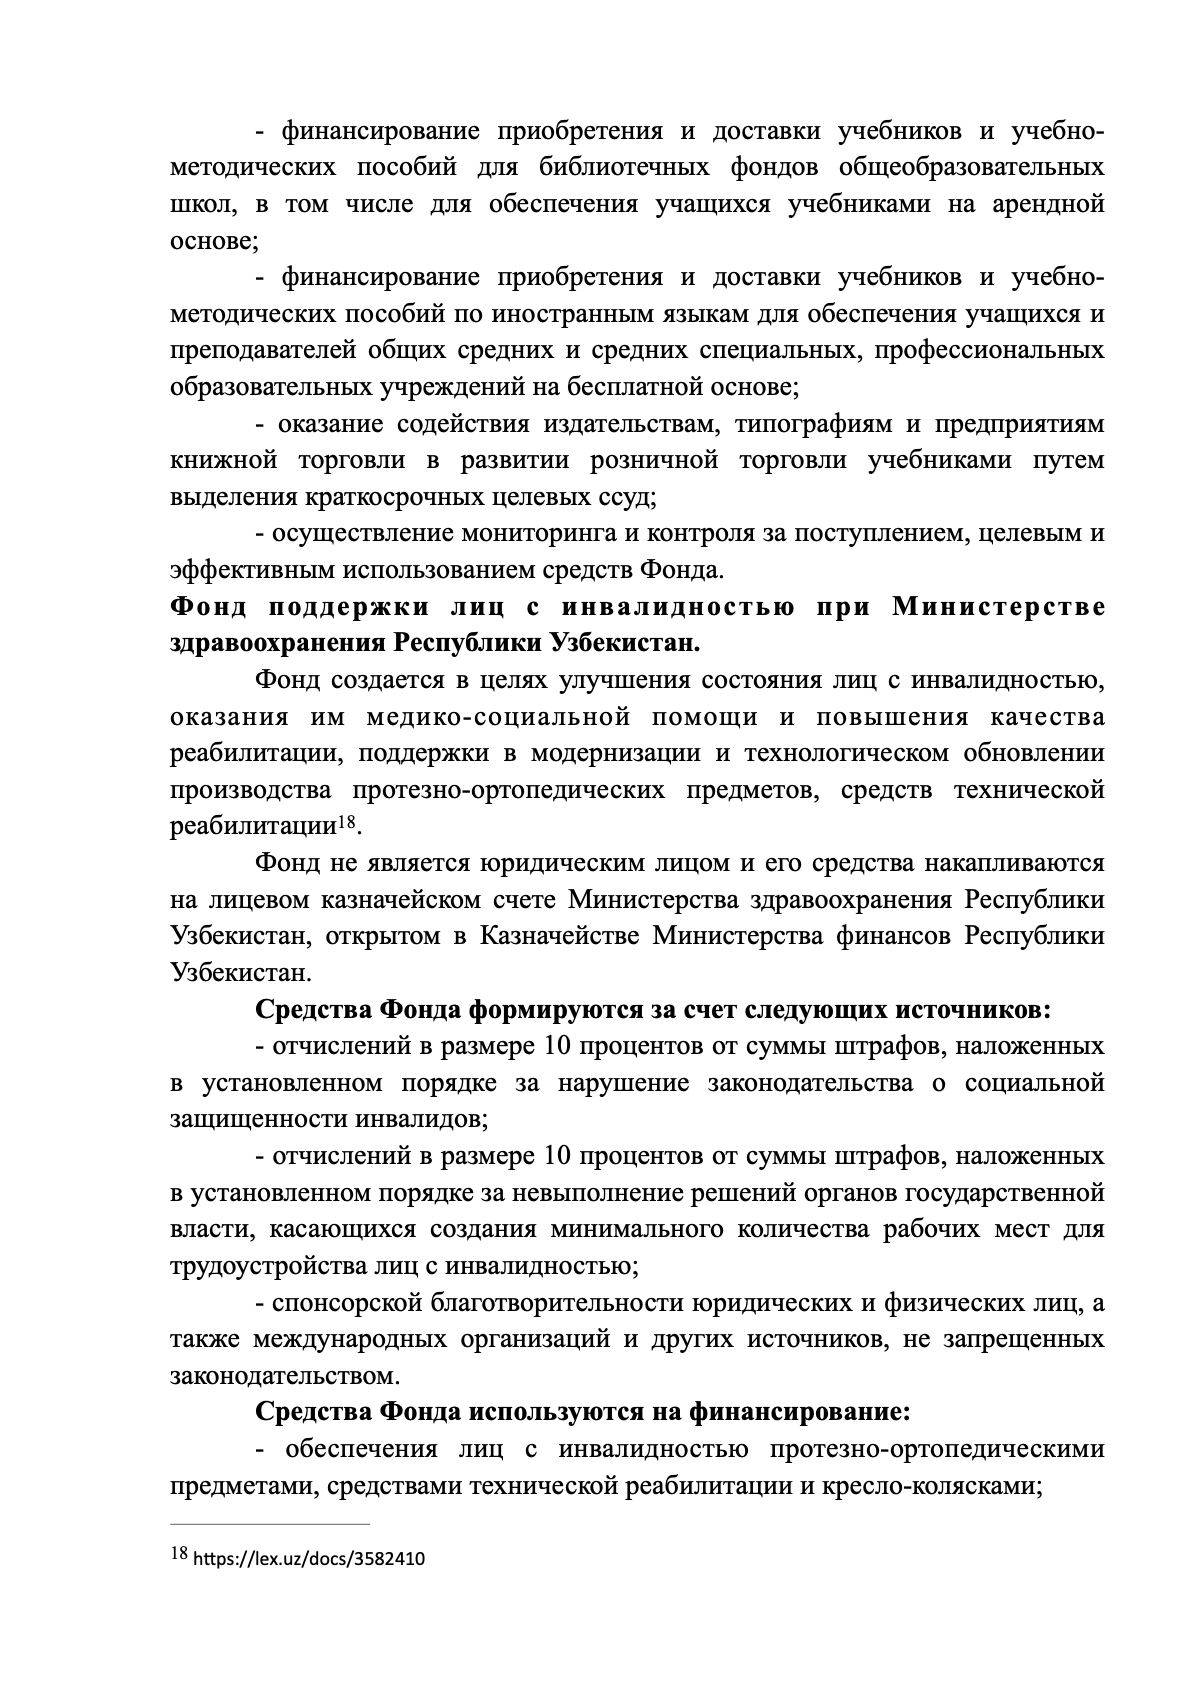 - финансирование приобретения и доставки учебников и учебно-
методических пособий для библиотечных фондов общеобразовательных
школ, в том числе для обеспечения учащихся учебниками на арендной
основе;
- финансирование приобретения и доставки учебников и учебно-
методических пособий по иностранным языкам для обеспечения учащихся и
преподавателей общих средних и средних специальных, профессиональных
образовательных учреждений на бесплатной основе;
- оказание содействия издательствам, типографиям и предприятиям
книжной торговли в развитии розничной торговли учебниками путем
выделения краткосрочных целевых ссуд;
- осуществление мониторинга и контроля за поступлением, целевым и
эффективным использованием средств Фонда.
Фонд поддержки лиц с инвалидностью при Министерстве
здравоохранения Республики Узбекистан.
Фонд создается в целях улучшения состояния лиц с инвалидностью,
оказания им медико-социальной помощи и повышения качества
реабилитации, поддержки в модернизации и технологическом обновлении
производства протезно-ортопедических предметов, средств технической
реабилитации18.
Фонд не является юридическим лицом и его средства накапливаются
на лицевом казначейском счете Министерства здравоохранения Республики
Узбекистан, открытом в Казначействе Министерства финансов Республики
Узбекистан.
Средства Фонда формируются за счет следующих источников:
- отчислений в размере 10 процентов от суммы штрафов, наложенных
в установленном порядке за нарушение законодательства о социальной
защищенности инвалидов;
- отчислений в размере 10 процентов от суммы штрафов, наложенных
в установленном порядке за невыполнение решений органов государственной
власти, касающихся создания минимального количества рабочих мест для
трудоустройства лиц с инвалидностью;
- спонсорской благотворительности юридических и физических лиц, а
также международных организаций и других источников, не запрещенных
законодательством.
Средства Фонда используются на финансирование:
- обеспечения лиц с инвалидностью протезно-ортопедическими
предметами, средствами технической реабилитации и кресло-колясками;
18 https://lex.uz/docs/3582410